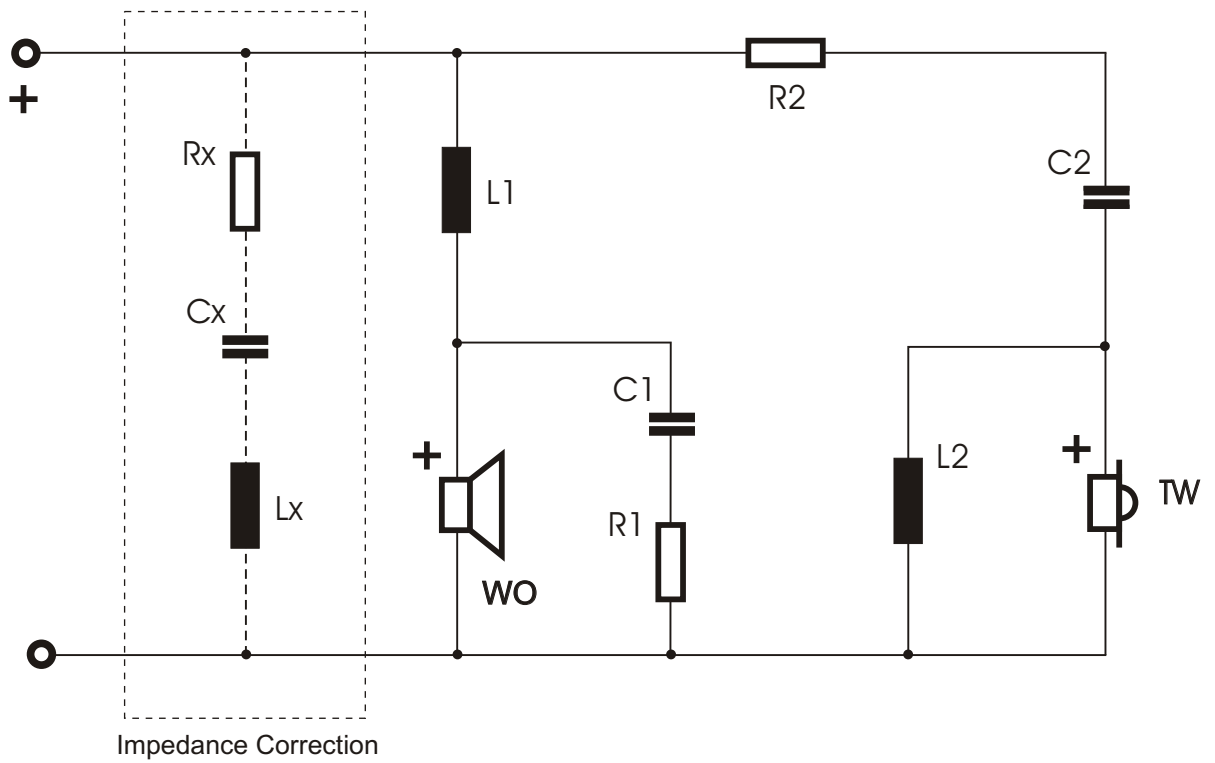 +
R2
Rx
C2
L1
Cx
C1
+
L2
+
Lx
R1
TW
WO
Impedance Correction